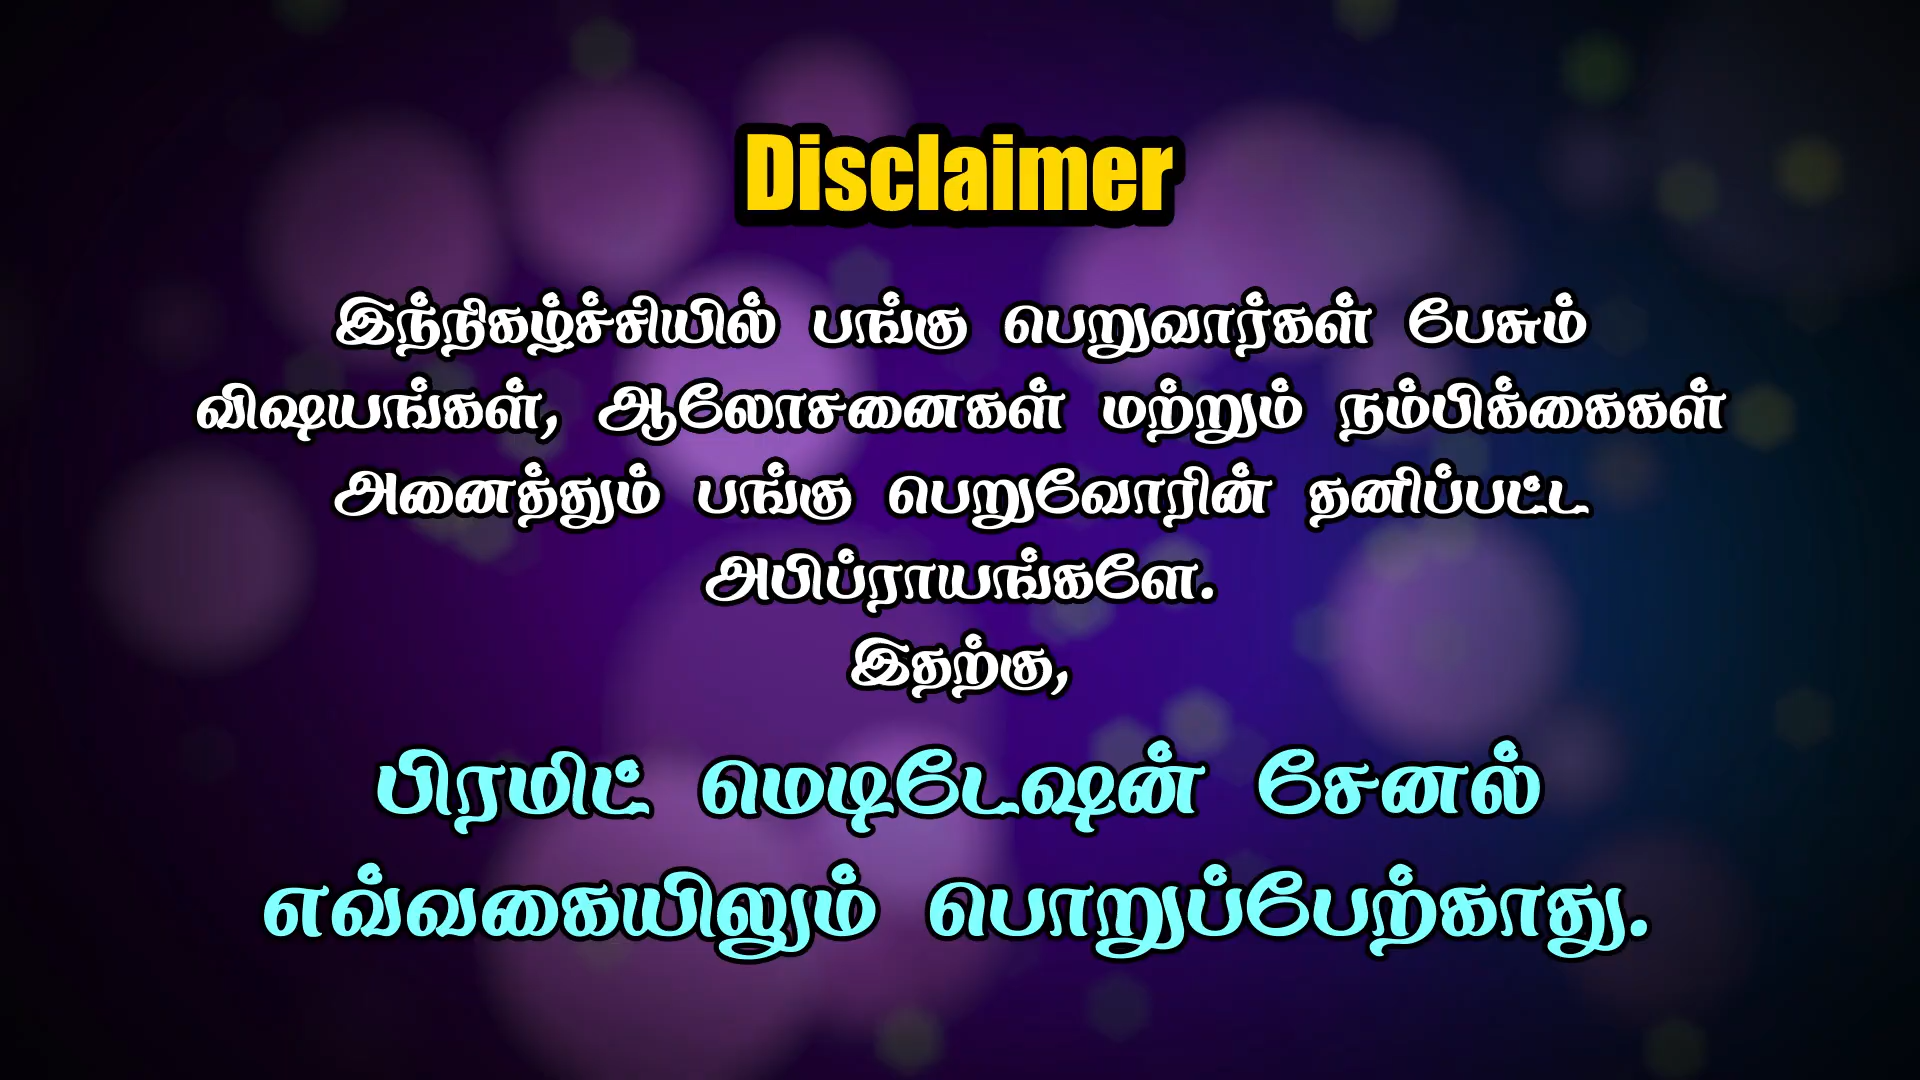 Disclaimer
இந்நிகழ்ச்சியில் பங்கு பெறுவார்கள் பேசும்
விஷயங்கள், ஆலோசனைகள் மற்றும் நம்பிக்கைகள்
அனைத்தும் பங்கு பெறுவோரின் தனிப்பட்ட
அபிப்ராயங்களே.
இதற்கு,
பிரமிட் மெடிடேஷன் சேனல்
எவ்வகையிலும் பொறுப்பேற்காது.